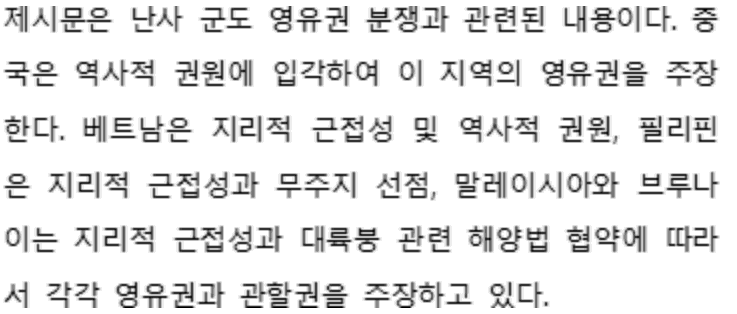 제시문은 난사 군도 영유권 분쟁과 관련된 내용이다. 중
국은 역사적 권원에 입각하여 이 지역의 영유권을 주장
한다. 베트남은 지리적 근접성 및 역사적 권원, 필리핀
은 지리적 근접성과 무주지 선점, 말레이시아와 브루나
이는 지리적 근접성과 대륙붕 관련 해양법 협약에 따라
서 각각 영유권과 관할권을 주장하고 있다.